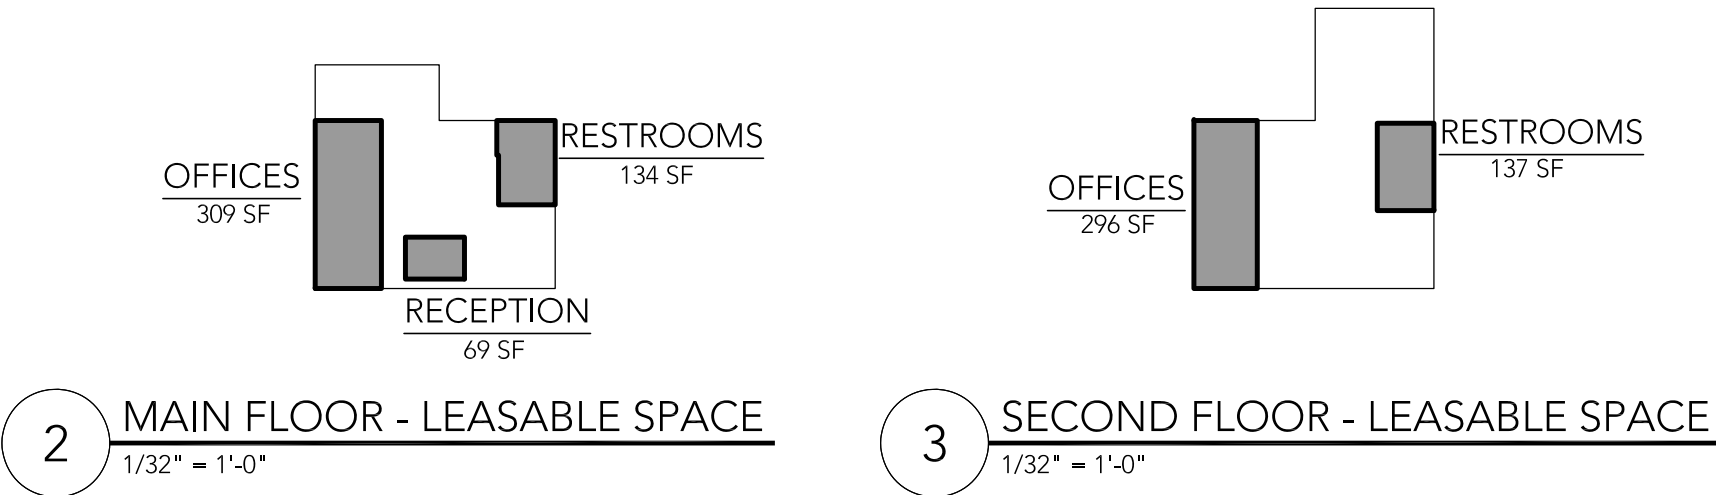 OFFICES
309 SF
RESTROOMS
134 SF
RECEPTION
69 SF
2
MAIN FLOOR - LEASABLE SPACE
1/32" = 1'-0"
OFFICES
296 SF
RESTROOMS
137 SF
3
SECOND FLOOR - LEASABLE SPACE
1/32" = 1'-0"